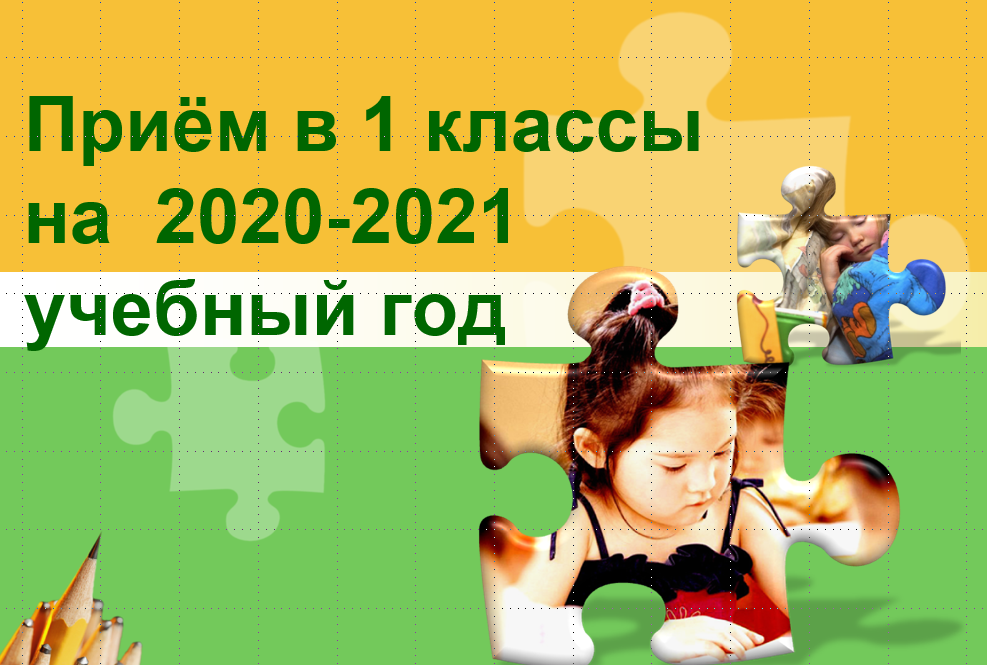 Приём в 1 классы
на 2020-2021
учебный год